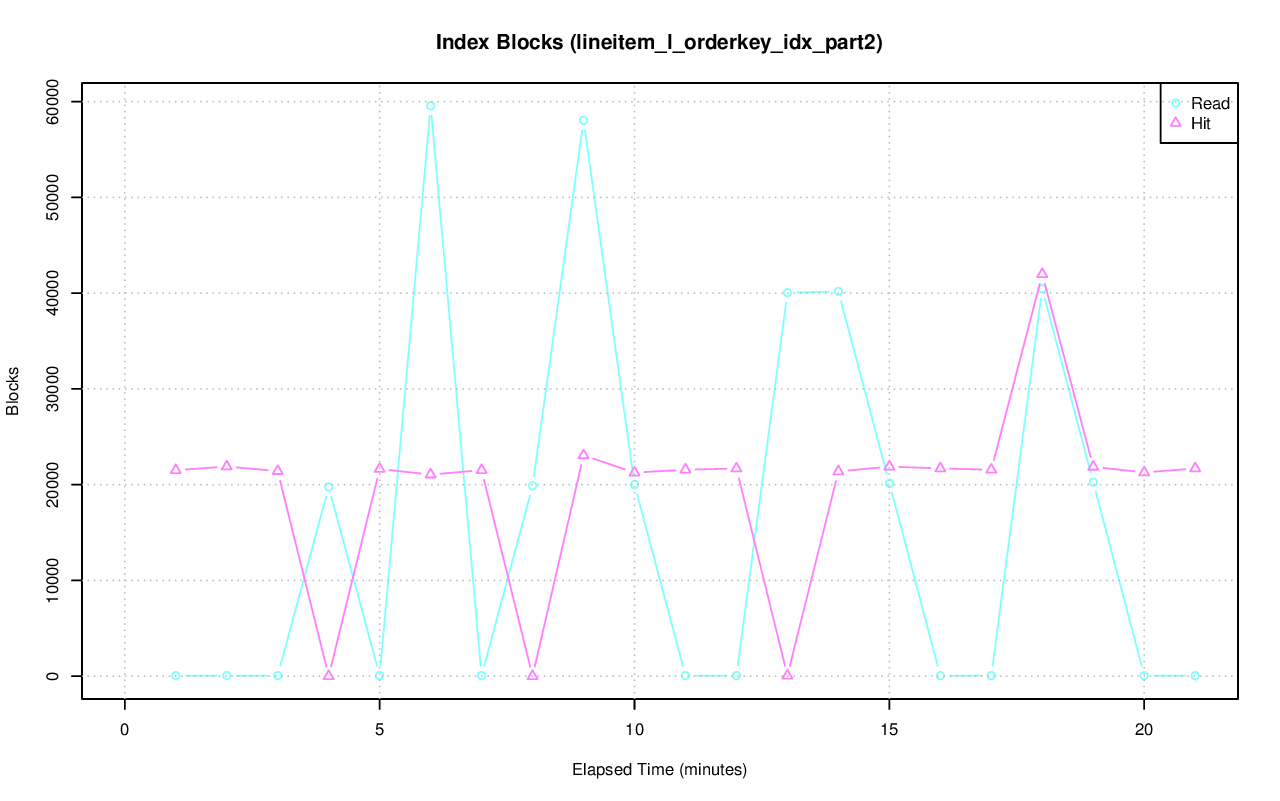 Index Blocks (lineitem_l_orderkey_idx_part2)
Read
Hit
60000
50000
40000
30000
20000
10000
0
Blocks
0 5 10 15 20
Elapsed Time (minutes)